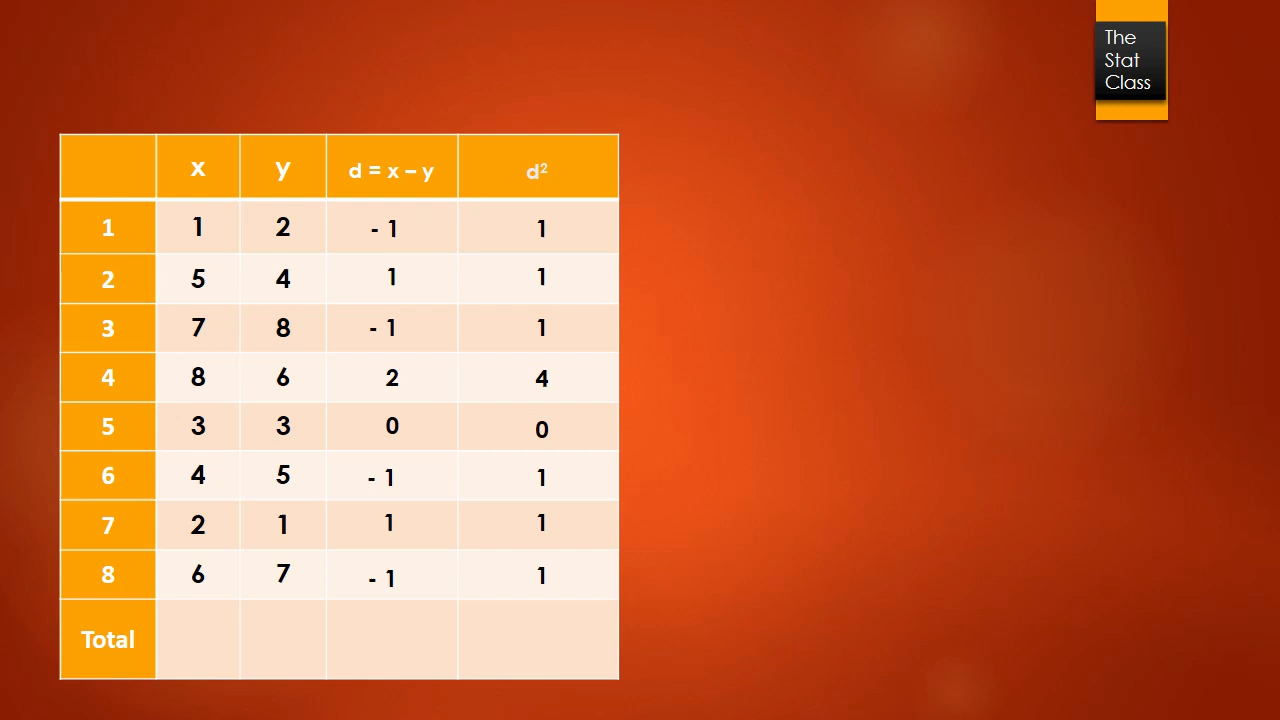 The
Stat
Class
x y d = x – y d²
1 1 2 - 1 1
2 5 4 1 1
3 7 8 - 1 1
4 8 6 2 4
5 3 3 0 0
6 4 5 - 1 1
7 2 1 1 1
8 6 7 - 1 1
Total